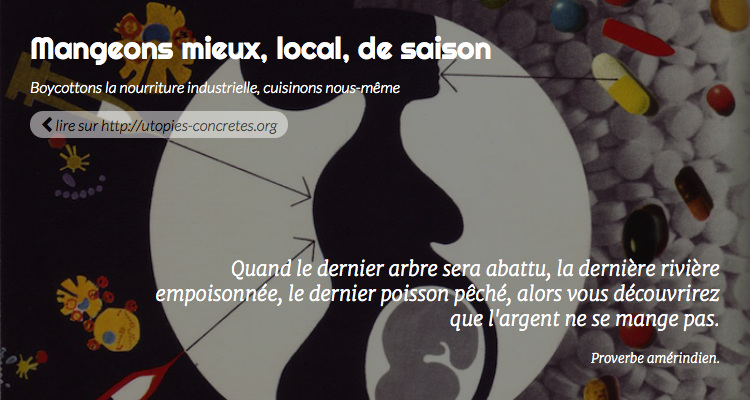 Mangeons mieux, local, de saison
Boycottons la nourriture industrielle, cuisinons nous-même
lire sur http://utopies-concretes.org
Quand le dernier arbre sera abattu, la dernière rivière
empoisonnée, le dernier poisson pêché, alors vous découvrirez
que l'argent ne se mange pas.
Proverbe amérindien.